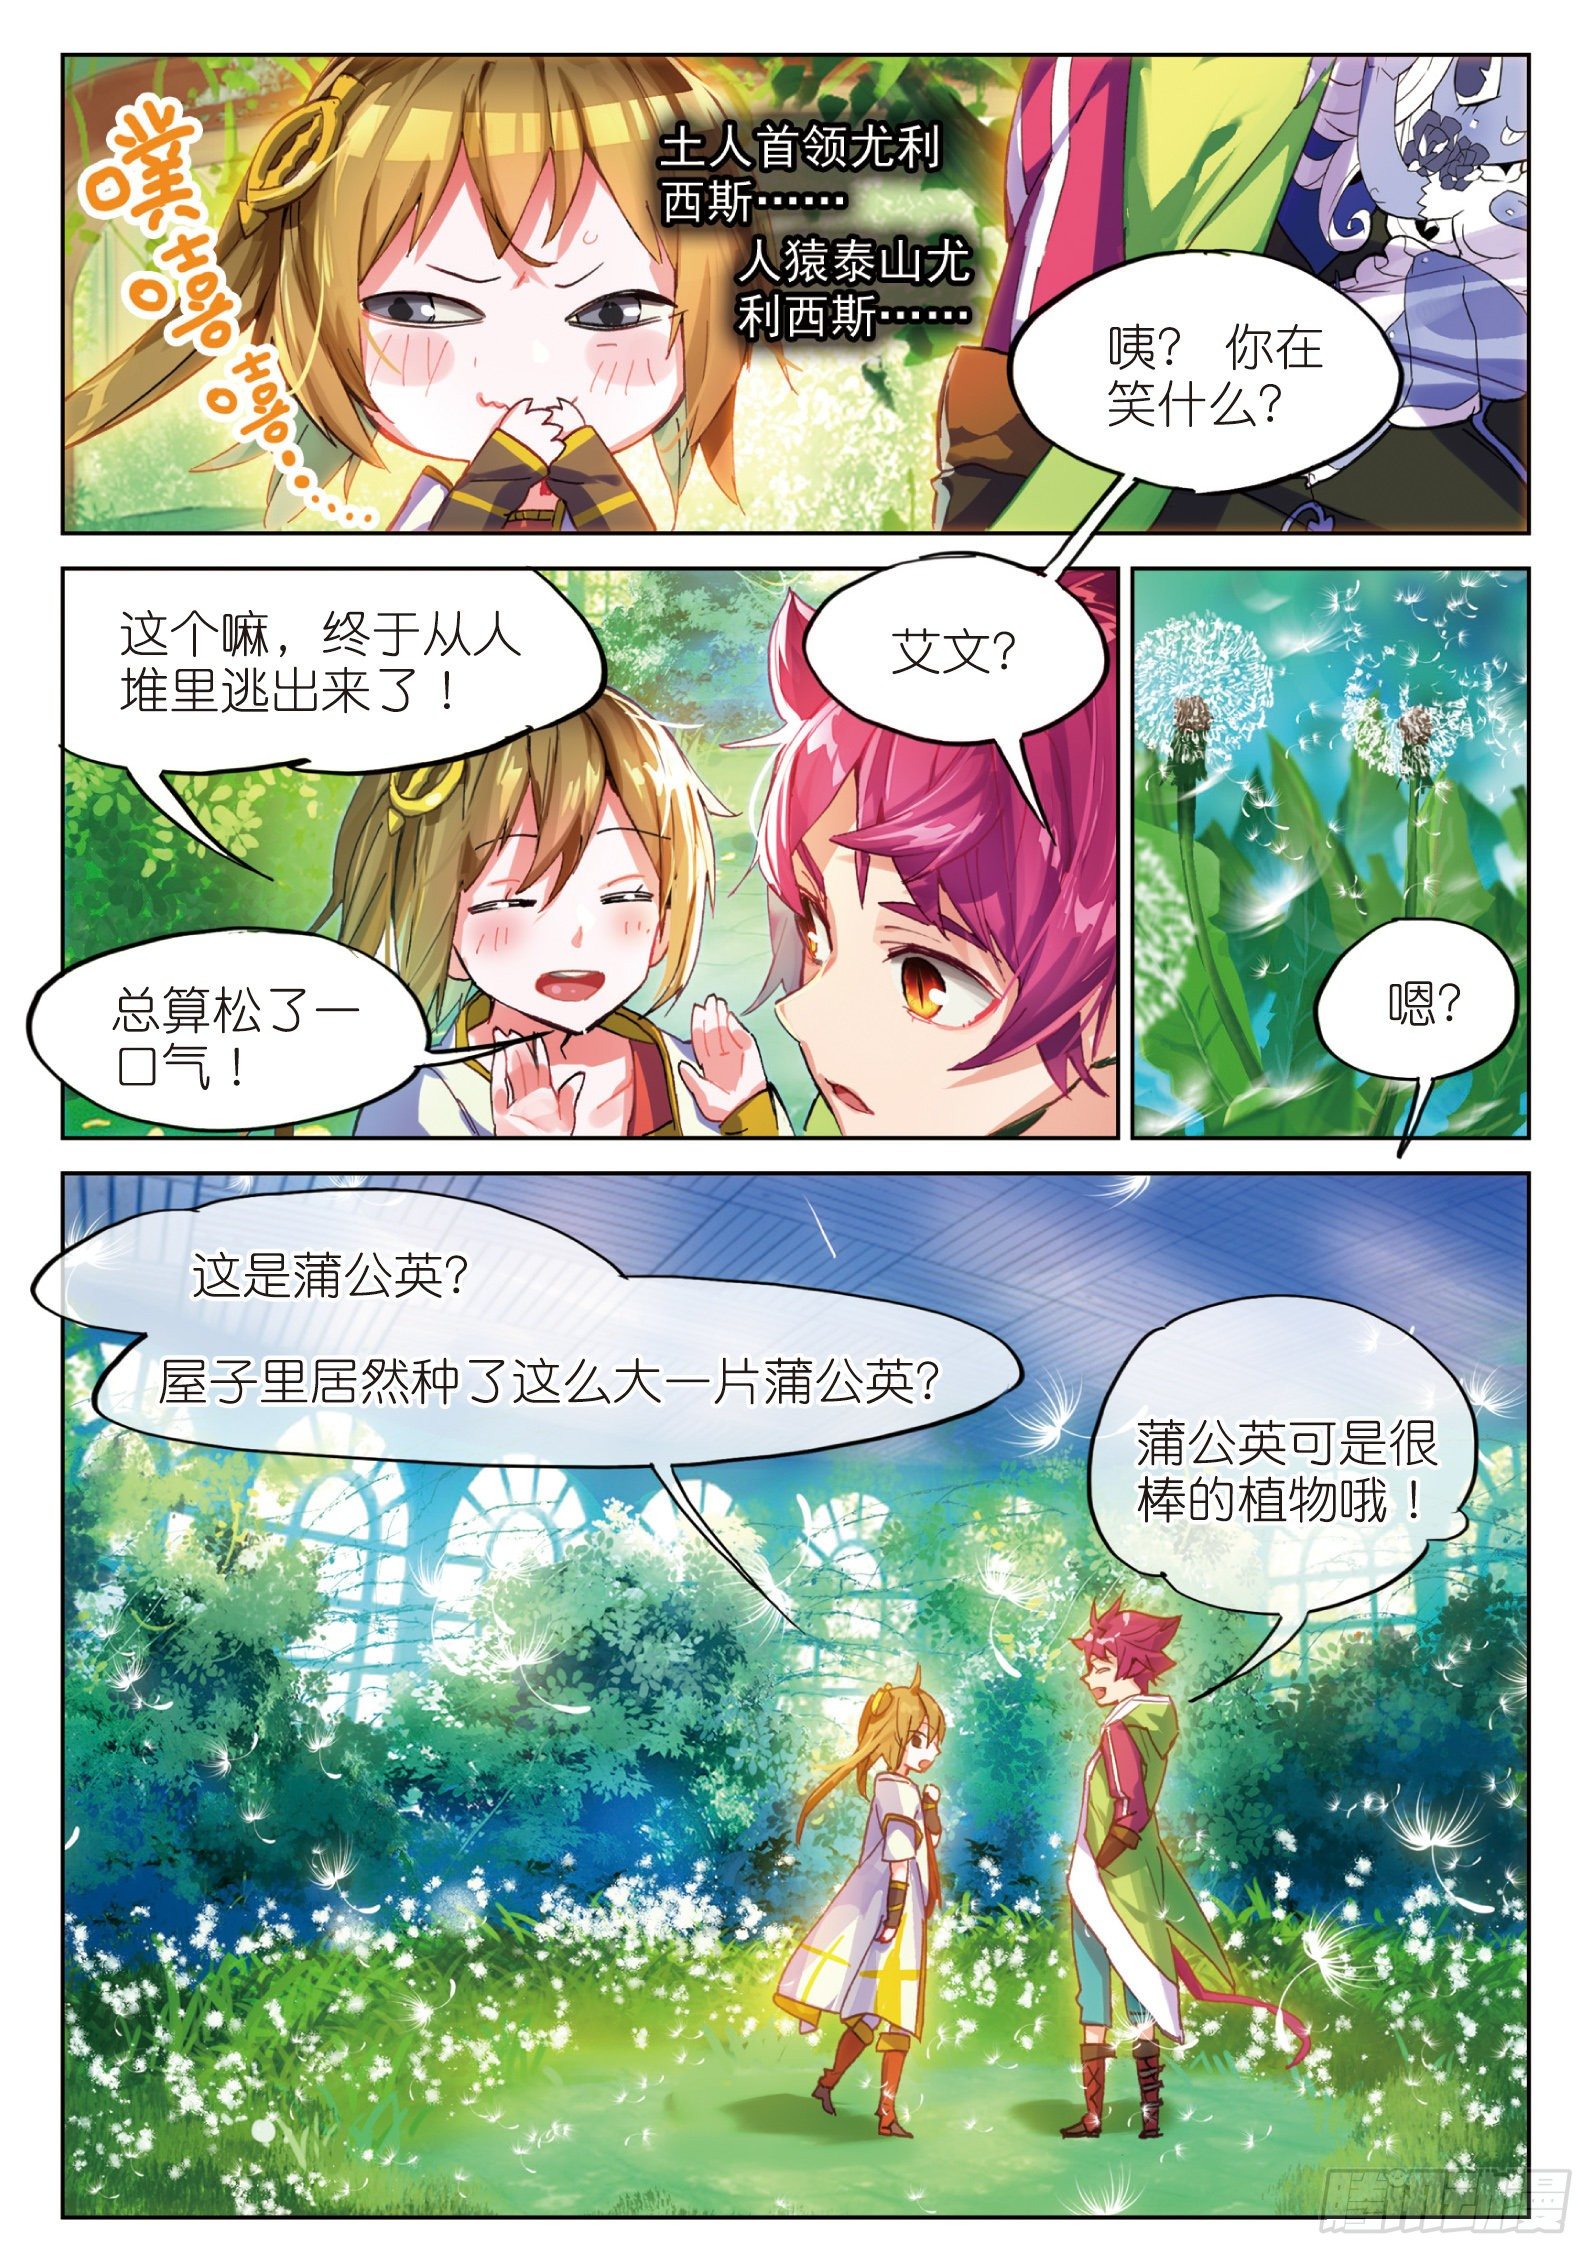 噗嘻嘻嘻……
土人首领尤利
西斯……
人猿泰山尤
利西斯……
咦？ 你在
笑什么？
这个嘛，终于从人
堆里逃出来了！
艾文？
总算松了一
口气！
嗯？
这是蒲公英？
屋子里居然种了这么大一片蒲公英？
蒲公英可是很
棒的植物哦！
腾讯动漫